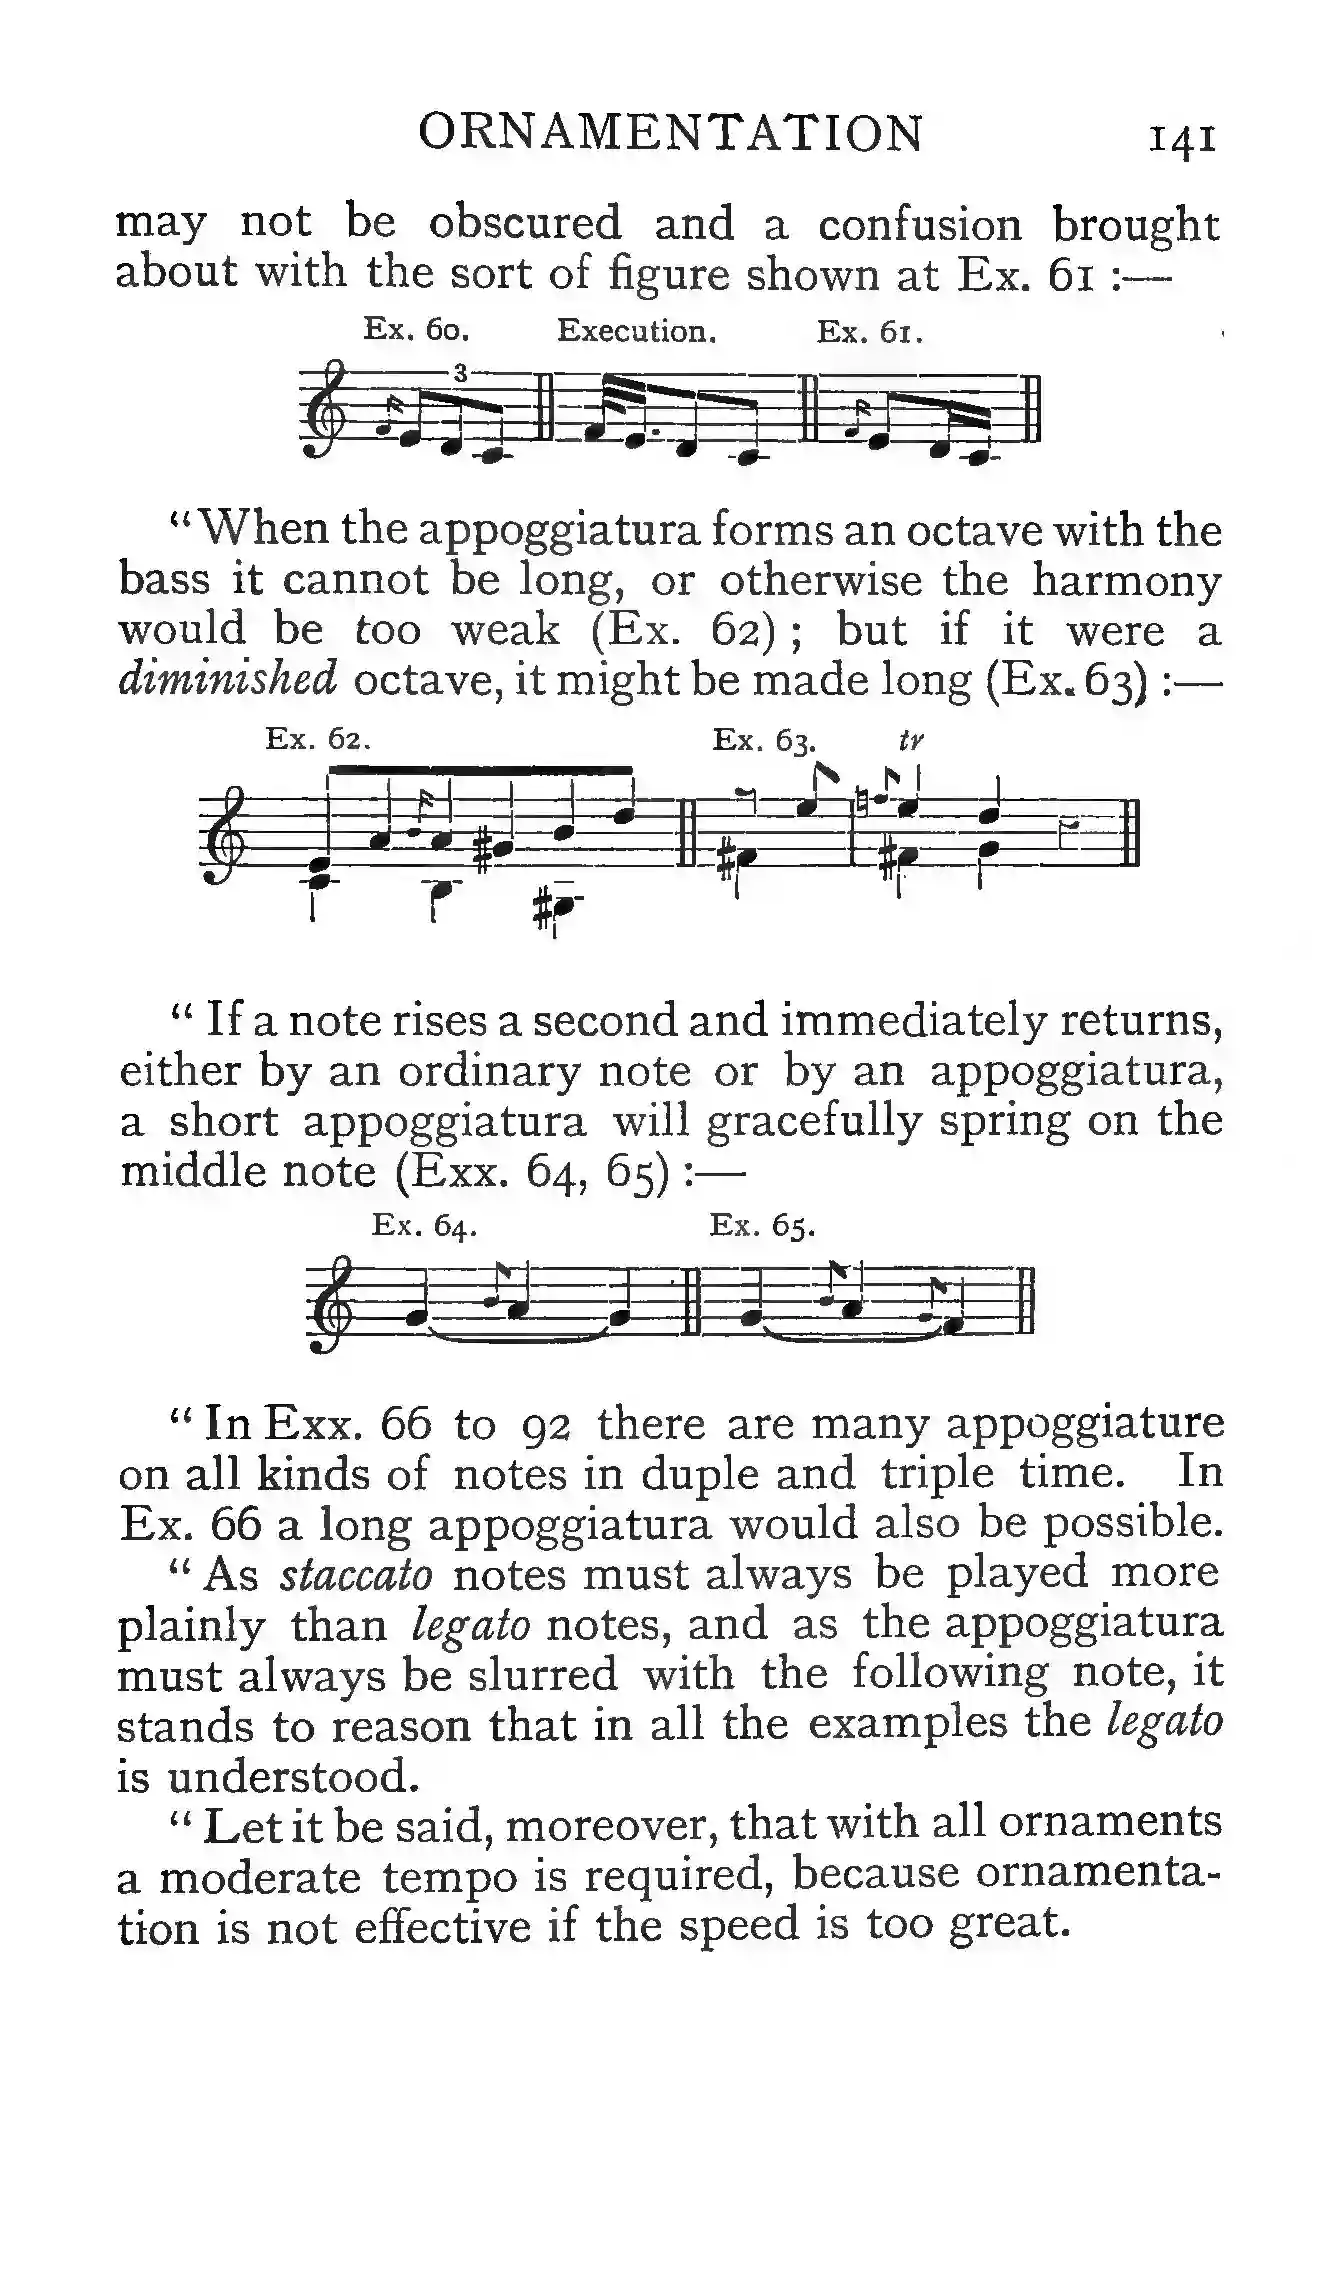 ORNAMENTATION 141
may not be obscured and a confusion brought
about with the sort of figure shown at Ex. 61 :—
Ex. 60. Execution. Ex. 61.
3
“When the appoggiatura forms an octave with the
bass it cannot be long, or otherwise the harmony
would be too weak (Ex. 62) ; but if it were a
diminished octave, it might be made long (Ex. 63) :—
Ex. 62. Ex. 63. tr
“ If a note rises a second and immediately returns,
either by an ordinary note or by an appoggiatura,
a short appoggiatura will gracefully spring on the
middle note (Exx. 64, 65) :—
Ex. 64. Ex. 65.
“ In Exx. 66 to 92 there are many appoggiature
on all kinds of notes in duple and triple time. In
Ex. 66 a long appoggiatura would also be possible.
“ As staccato notes must always be played more
plainly than legato notes, and as the appoggiatura
must always be slurred with the following note, it
stands to reason that in all the examples the legato
is understood.
“ Let it be said, moreover, that with all ornaments
a moderate tempo is required, because ornamenta-
tion is not effective if the speed is too great.